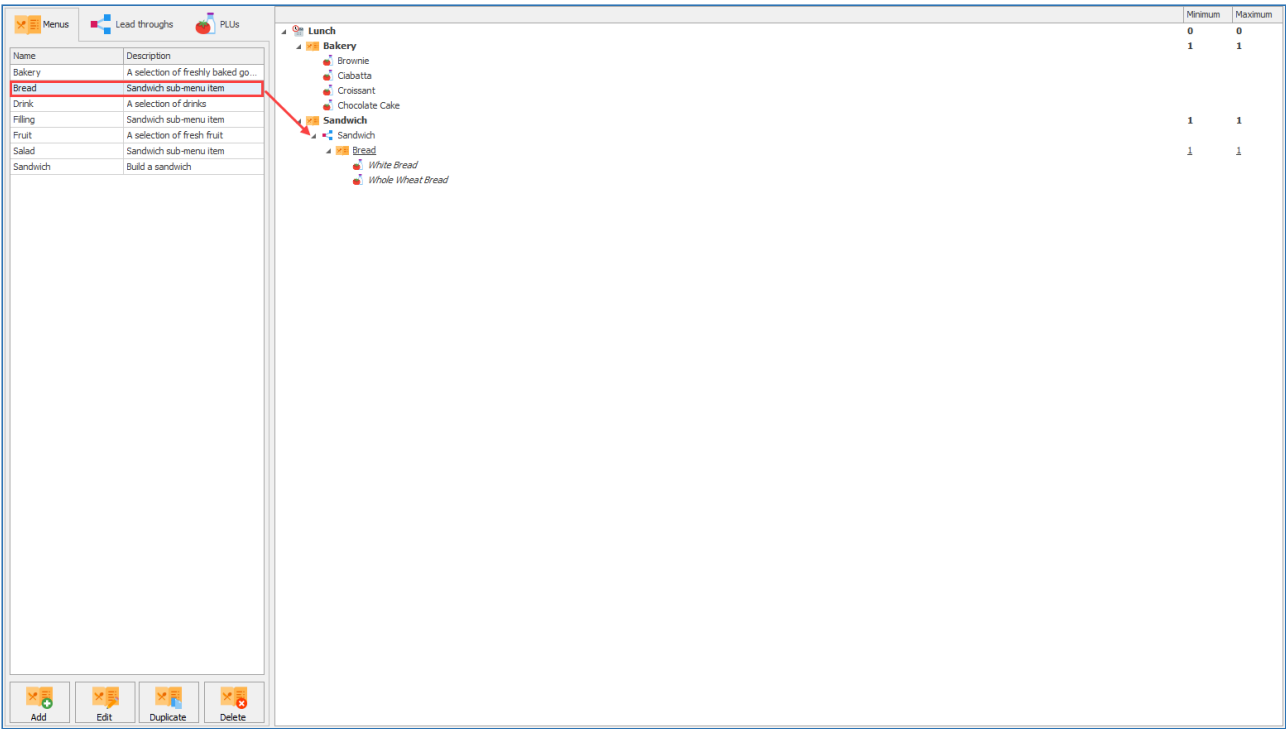 Menus Lead throughs PLUs
Name Description
Bakery A selection of freshly baked go...
Bread Sandwich sub-menu item
Drink A selection of drinks
Filling Sandwich sub-menu item
Fruit A selection of fresh fruit
Salad Sandwich sub-menu item
Sandwich Build a sandwich
Add Edit Duplicate Delete
Minimum Maximum
Lunch 0 0
Bakery 1 1
Brownie
Ciabatta
Croissant
Chocolate Cake
Sandwich 1 1
Sandwich
Bread 1 1
White Bread
Whole Wheat Bread